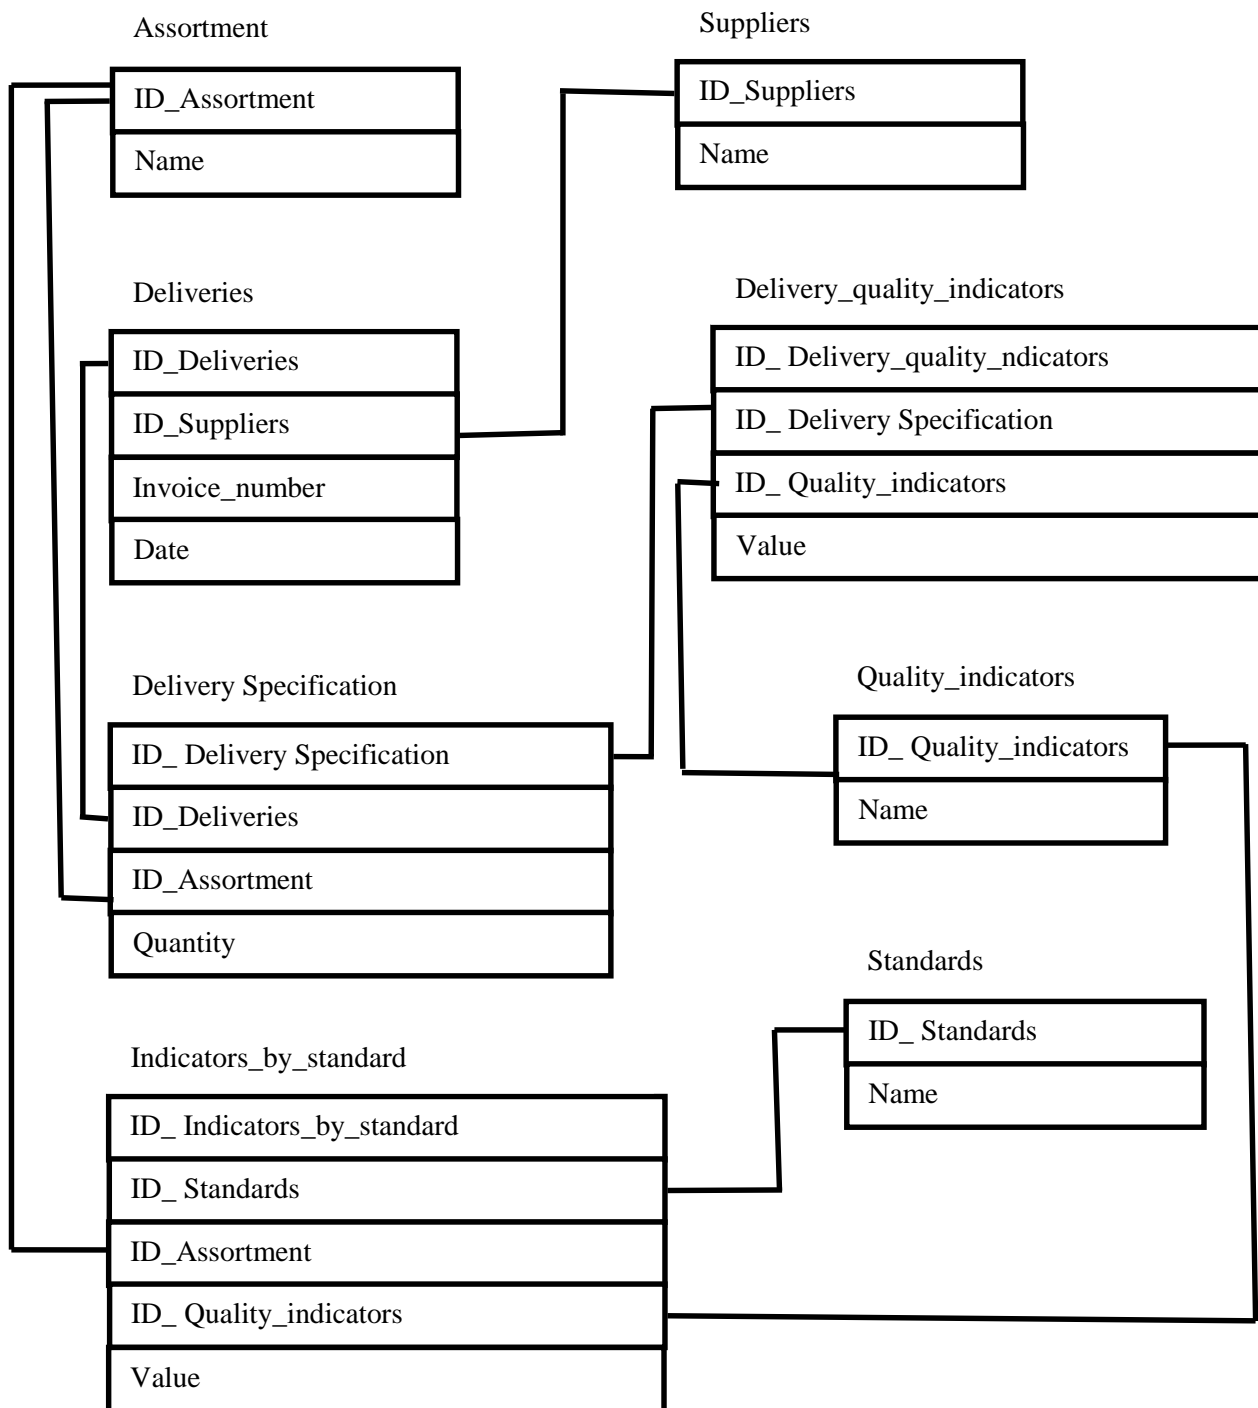 Assortment
ID_Assortment
Name
Suppliers
ID_Suppliers
Name
Deliveries
ID_Deliveries
ID_Suppliers
Invoice_number
Date
Delivery_quality_indicators
ID_ Delivery_quality_ndicators
ID_ Delivery Specification
ID_ Quality_indicators
Value
Delivery Specification
ID_ Delivery Specification
ID_Deliveries
ID_Assortment
Quantity
Quality_indicators
ID_ Quality_indicators
Name
Standards
ID_ Standards
Name
Indicators_by_standard
ID_ Indicators_by_standard
ID_ Standards
ID_Assortment
ID_ Quality_indicators
Value